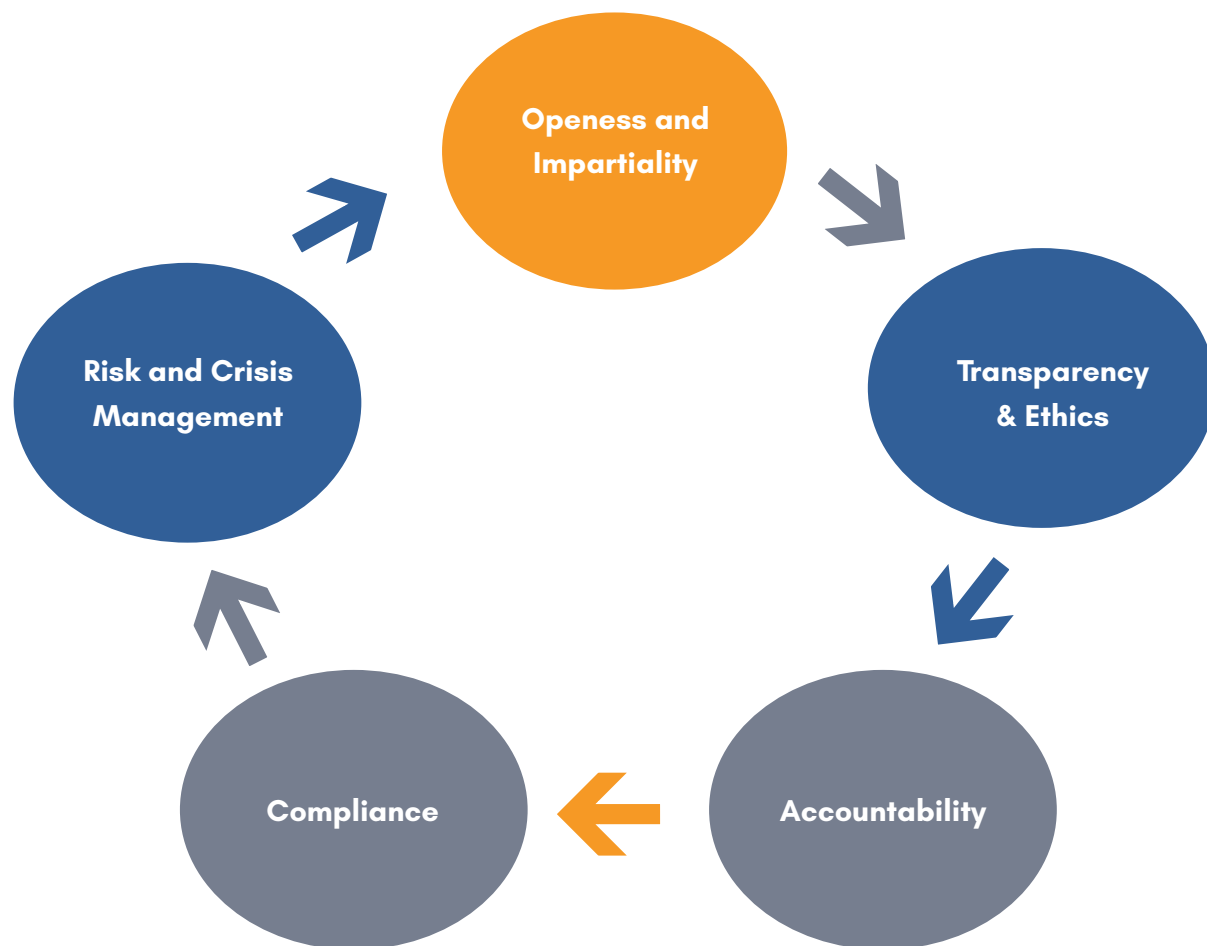 Openess and
Impartiality
Transparency
& Ethics
Accountability
Compliance
Risk and Crisis
Management